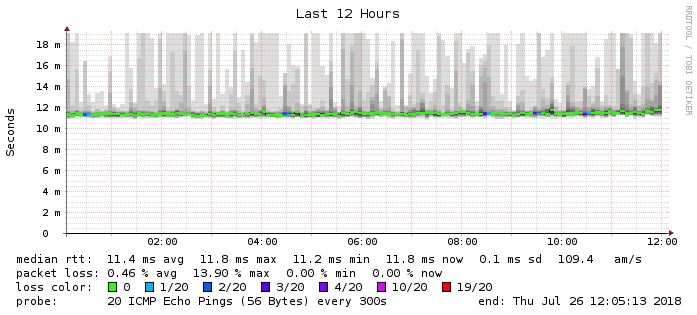 Last 12 Hours
RRDTOOL / TOBI OETIKER
Seconds
18 m
16 m
14 m
12 m
10 m
8 m
6 m
4 m
2 m
0
02:00 04:00 06:00 08:00 10:00 12:00
median rtt: 11.4 ms avg 11.8 ms max 11.2 ms min 11.8 ms now 0.1 ms sd 109.4 am/s
packet loss: 0.46 % avg 13.90 % max 0.00 % min 0.00 % now
loss color: 0 1/20 2/20 3/20 4/20 10/20 19/20
probe: 20 ICMP Echo Pings (56 Bytes) every 300s end: Thu Jul 26 12:05:13 2018